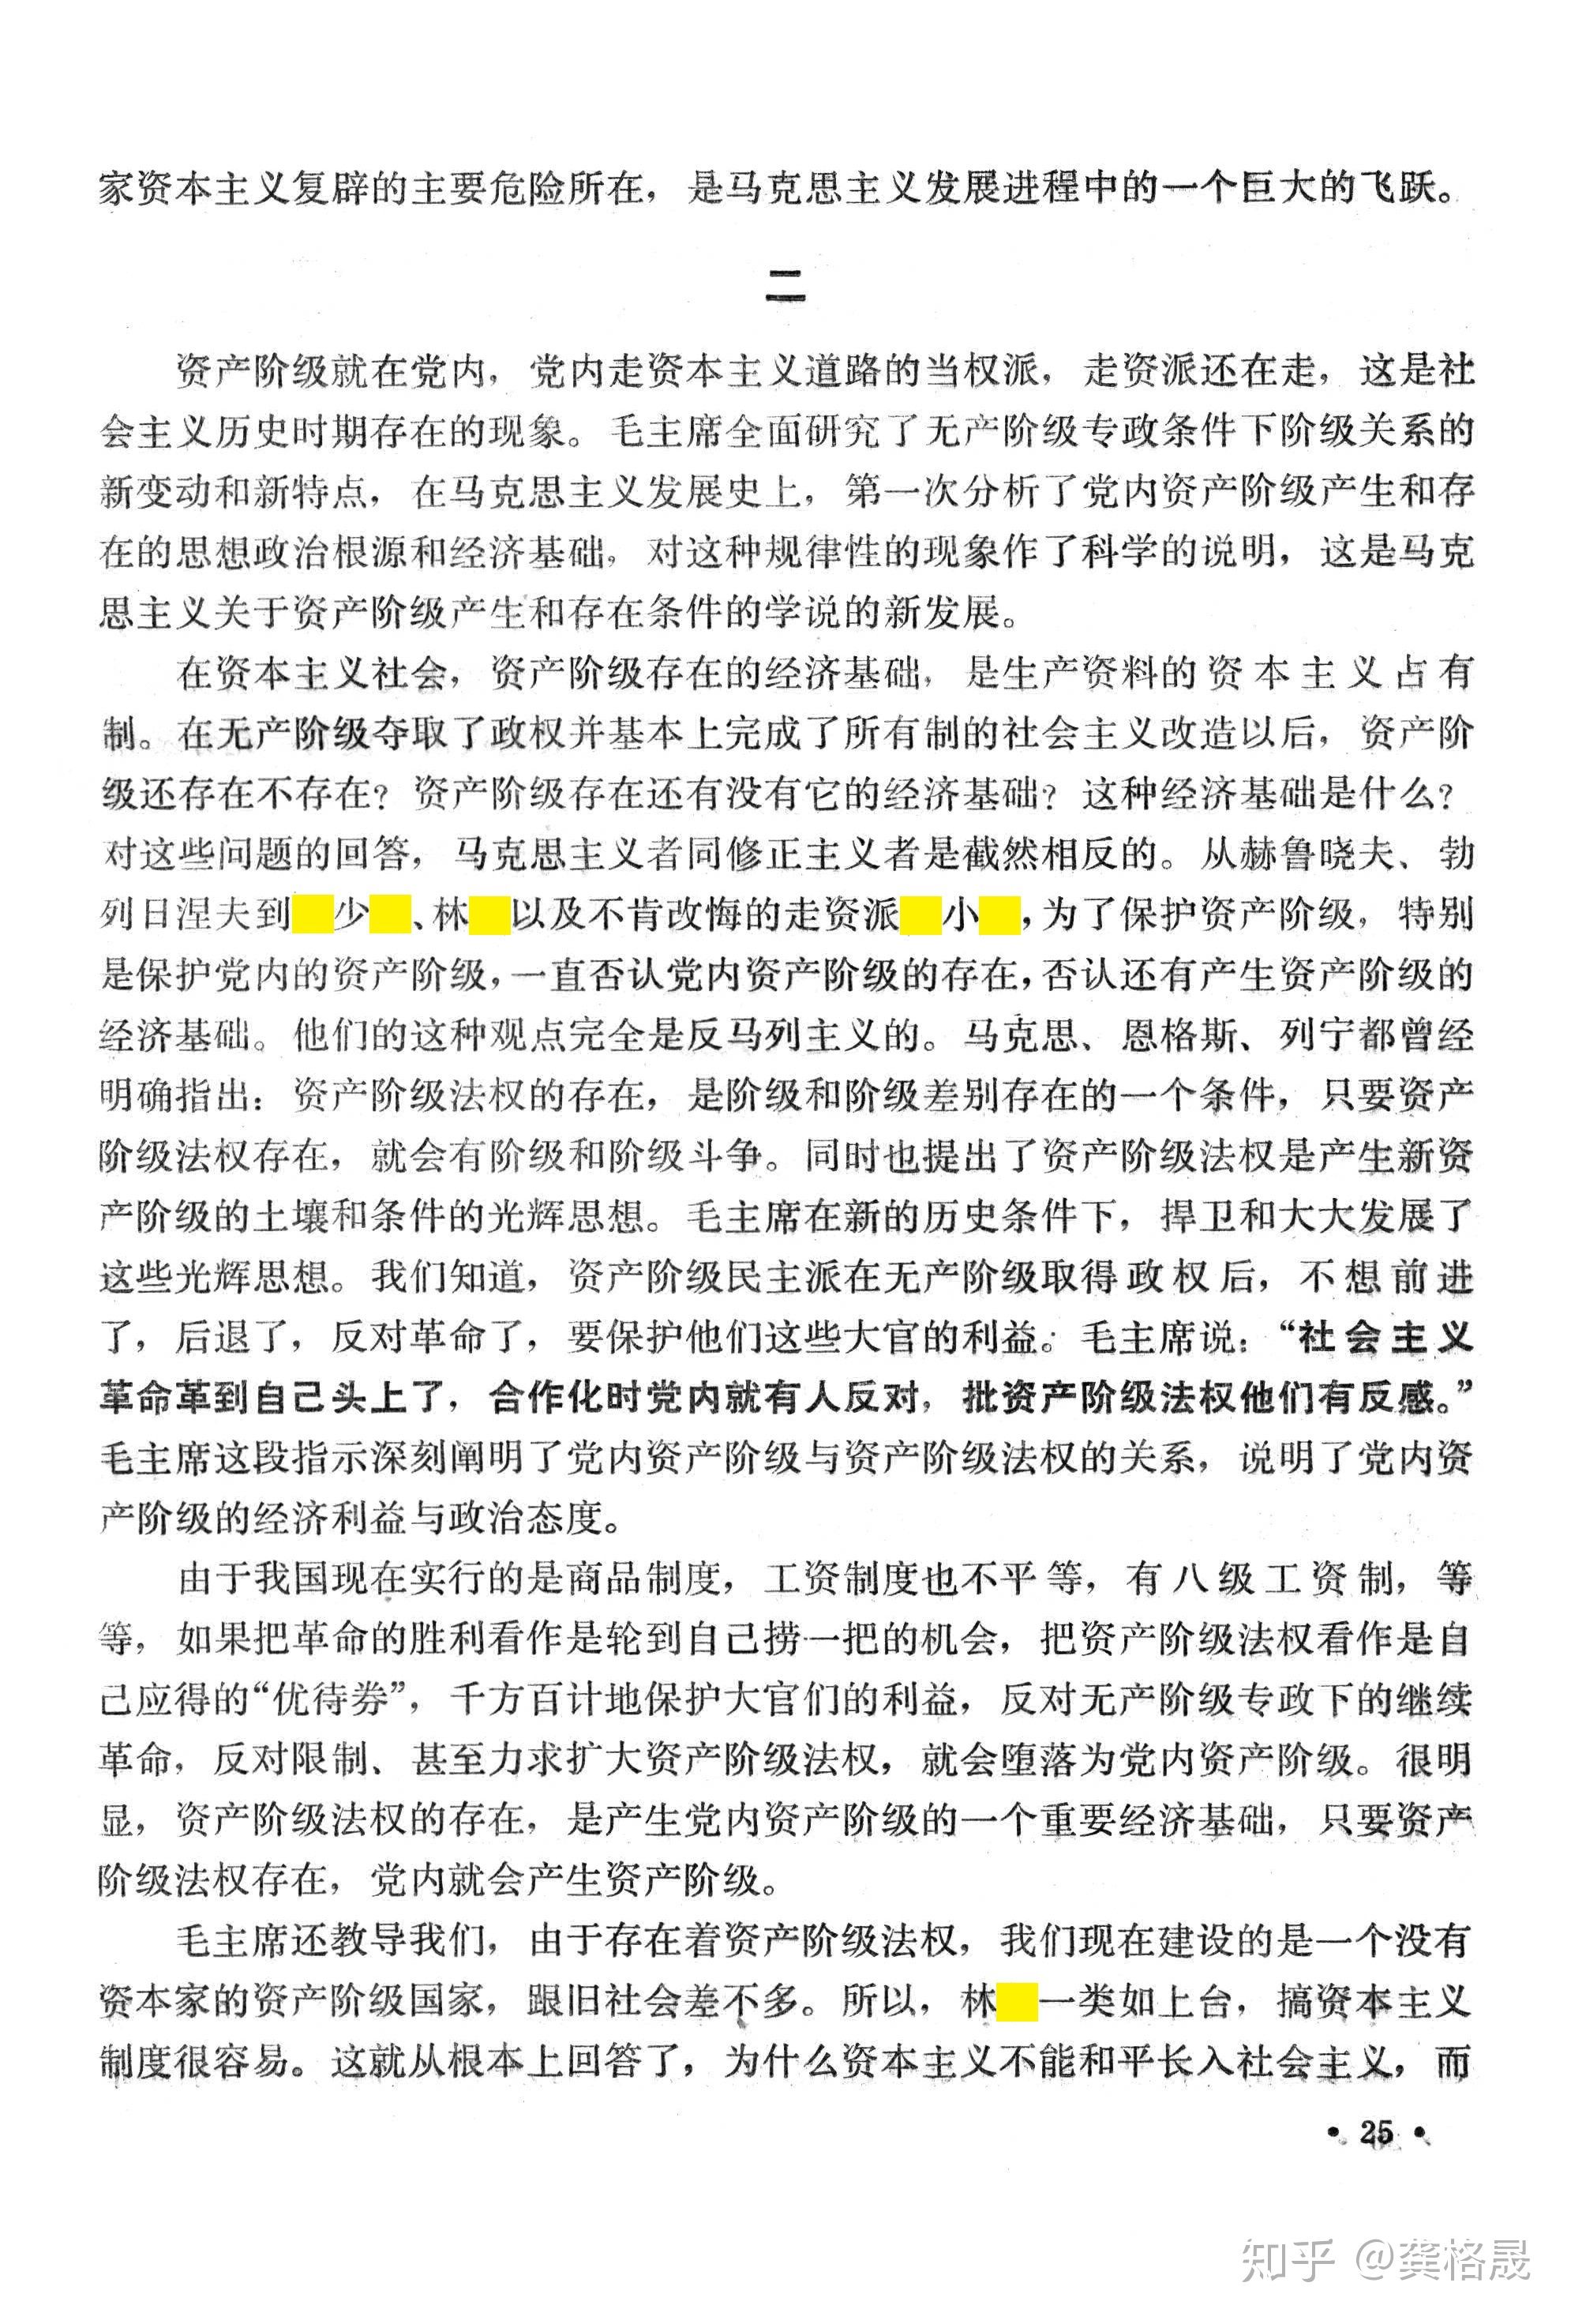 家资本主义复辟的主要危险所在，是马克思主义发展进程中的一个巨大的飞跃。
二
资产阶级就在党内，党内走资本主义道路的当权派，走资派还在走，这是社
会主义历史时期存在的现象。毛主席全面研究了无产阶级专政条件下阶级关系的
新变动和新特点，在马克思主义发展史上，第一次分析了党内资产阶级产生和存
在的思想政治根源和经济基础，对这种规律性的现象作了科学的说明，这是马克
思主义关于资产阶级产生和存在条件的学说的新发展。
在资本主义社会，资产阶级存在的经济基础，是生产资料的资本主义占有
制。在无产阶级夺取了政权并基本上完成了所有制的社会主义改造以后，资产阶
级还存在不存在？资产阶级存在还有没有它的经济基础？这种经济基础是什么？
对这些问题的回答，马克思主义者同修正主义者是截然相反的。从赫鲁晓夫、勃
列日涅夫到少、林以及不肯改悔的走资派小，为了保护资产阶级，特别
是保护党内的资产阶级，一直否认党内资产阶级的存在，否认还有产生资产阶级的
经济基础。他们的这种观点完全是反马列主义的。马克思、恩格斯、列宁都曾经
明确指出：资产阶级法权的存在，是阶级和阶级差别存在的一个条件，只要资产
阶级法权存在，就会有阶级和阶级斗争。同时也提出了资产阶级法权是产生新资
产阶级的土壤和条件的光辉思想。毛主席在新的历史条件下，捍卫和大大发展了
这些光辉思想。我们知道，资产阶级民主派在无产阶级取得政权后，不想前进
了，后退了，反对革命了，要保护他们这些大官的利益。毛主席说：“社会主义
革命革到自己头上了，合作化时党内就有人反对，批资产阶级法权他们有反感。”
毛主席这段指示深刻阐明了党内资产阶级与资产阶级法权的关系，说明了党内资
产阶级的经济利益与政治态度。
由于我国现在实行的是商品制度，工资制度也不平等，有八级工资制，等
等，如果把革命的胜利看作是轮到自己捞一把的机会，把资产阶级法权看作是自
己应得的“优待券”，千方百计地保护大官们的利益，反对无产阶级专政下的继续
革命，反对限制、甚至力求扩大资产阶级法权，就会堕落为党内资产阶级。很明
显，资产阶级法权的存在，是产生党内资产阶级的一个重要经济基础，只要资产
阶级法权存在，党内就会产生资产阶级。
毛主席还教导我们，由于存在着资产阶级法权，我们现在建设的是一个没有
资本家的资产阶级国家，跟旧社会差不多。所以，林一类如上台，搞资本主义
制度很容易。这就从根本上回答了，为什么资本主义不能和平长入社会主义，而
• 25 •
知乎 @龚格晟